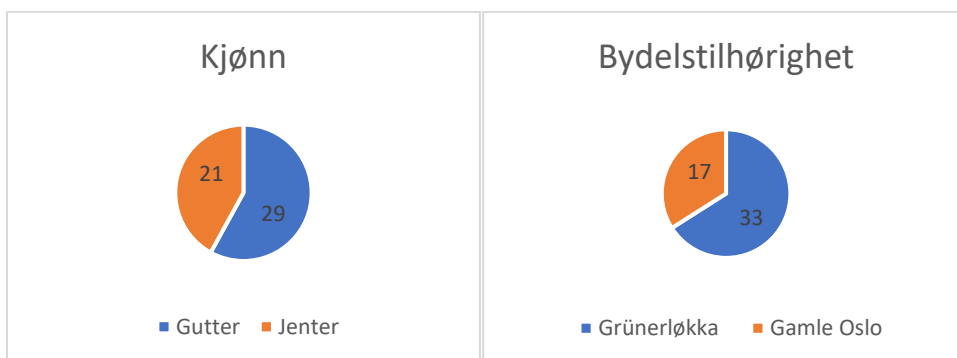 Kjønn
21
29
Gutter Jenter
Bydelstilhørighet
17
33
Grünerløkka Gamle Oslo